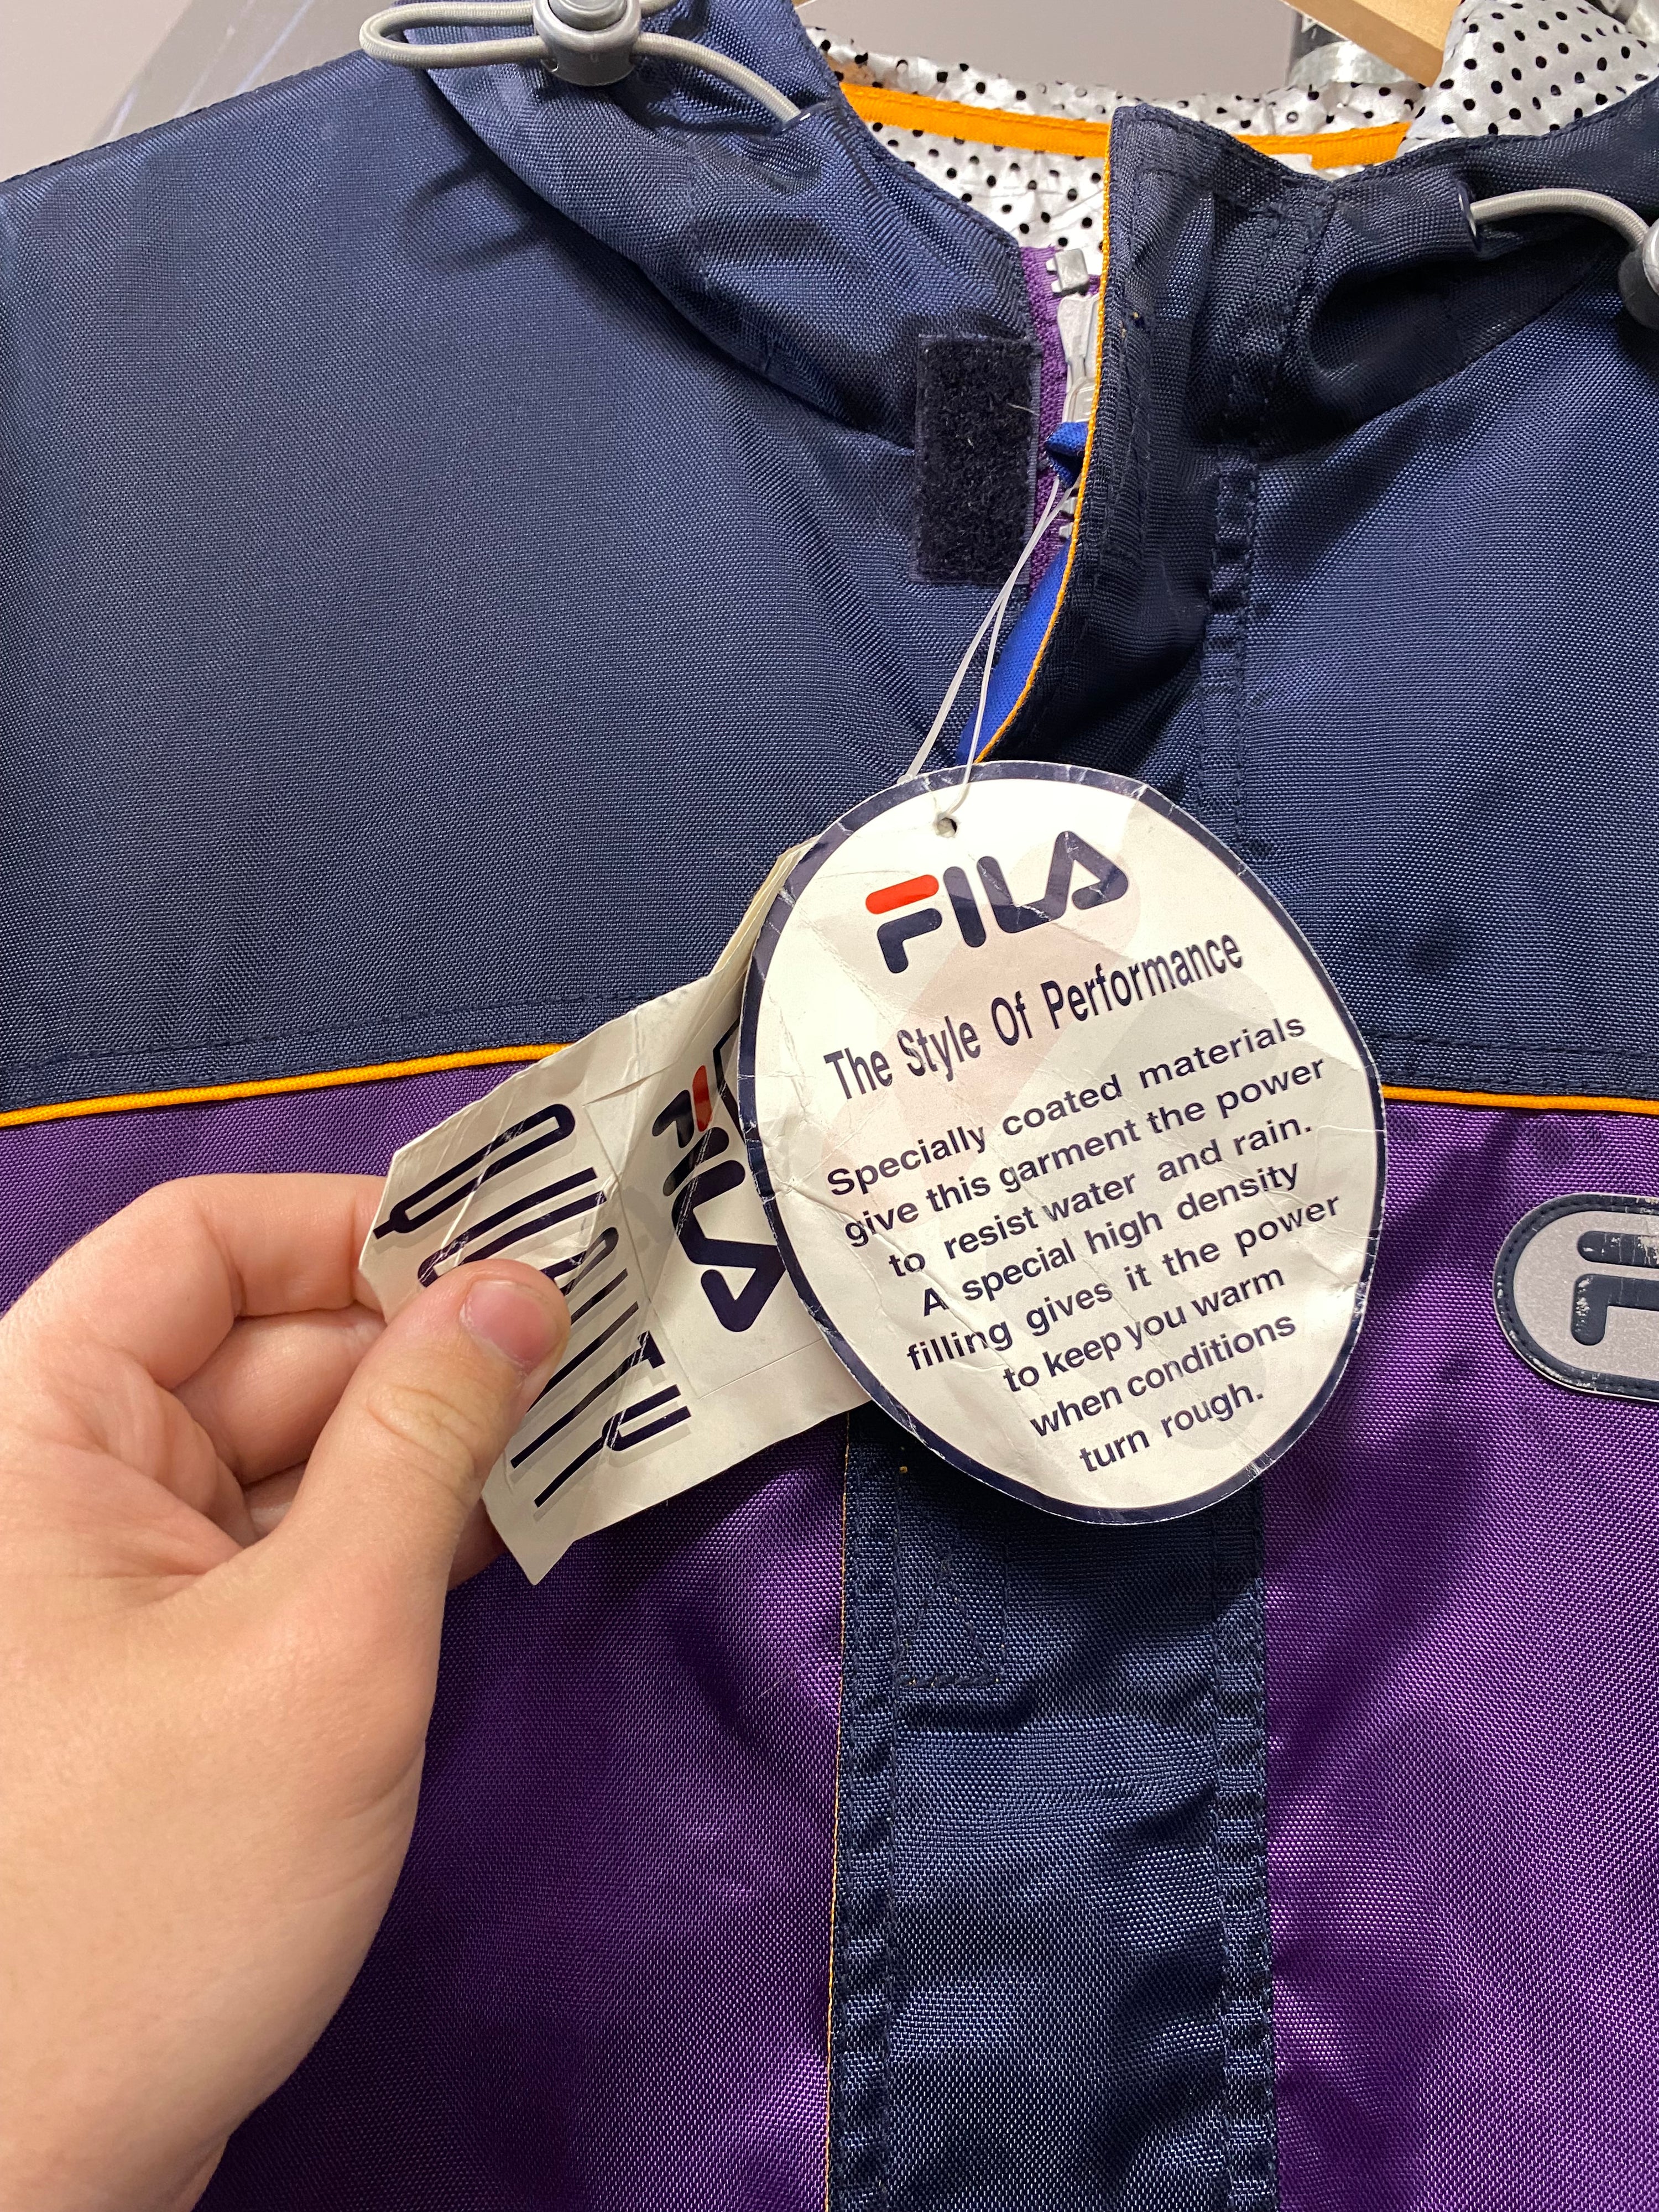 FILA
The Style Of Performance
Specially coated materials
give this garment the power
to resist water and rain.
A special high density
filling gives it the power
to keep you warm
when conditions
turn rough.
FILA
QUALITY